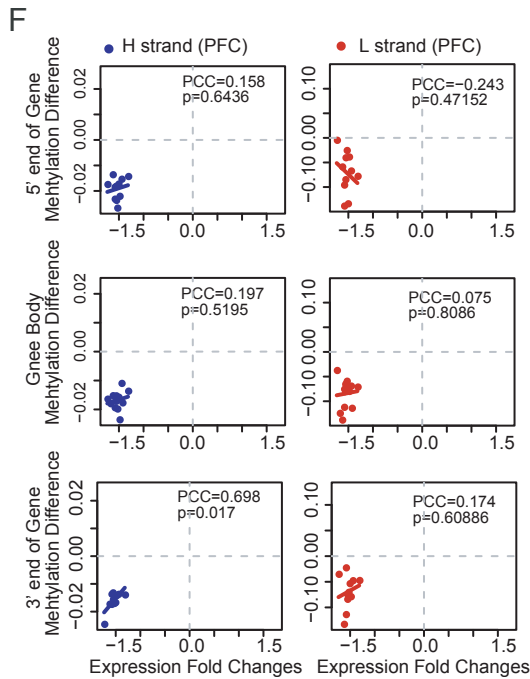 F
H strand (PFC)
L strand (PFC)
5' end of Gene
Mehtylation Difference
0.02
0.00
−0.02
PCC=0.158
p=0.6436
−1.5
0.0
1.5
0.10
0.00
−0.10
PCC=−0.243
p=0.47152
−1.5
0.0
1.5
Gnee Body
Mehtylation Difference
0.02
0.00
−0.02
PCC=0.197
p=0.5195
−1.5
0.0
1.5
0.10
0.00
−0.10
PCC=0.075
p=0.8086
−1.5
0.0
1.5
3' end of Gene
Mehtylation Difference
0.02
0.00
−0.02
PCC=0.698
p=0.017
−1.5
0.0
1.5
Expression Fold Changes
0.10
0.00
−0.10
PCC=0.174
p=0.60886
−1.5
0.0
1.5
Expression Fold Changes